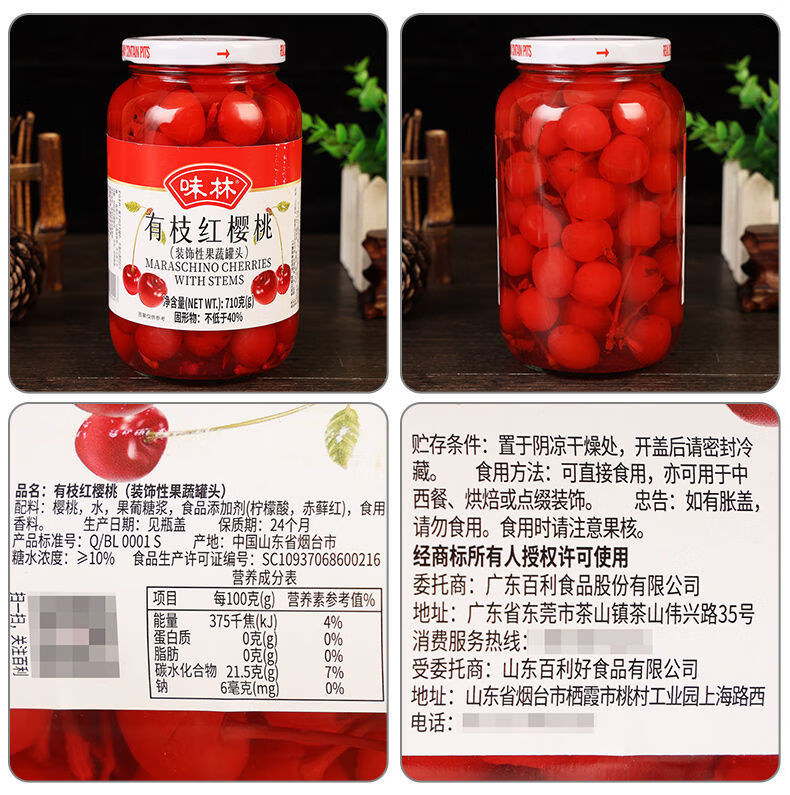 CONTAIN PITS →
味林
有枝红樱桃
（装饰性果蔬罐头）
MARASCHINO CHERRIES
WITH STEMS
净含量(NET WT.): 710克(g)
固形物：不低于40%
CONTAIN PITS →
品名：有枝红樱桃（装饰性果蔬罐头）
配料：樱桃，水，果葡糖浆，食品添加剂(柠檬酸，赤藓红)，食用
香料。 生产日期：见瓶盖 保质期：24个月
产品标准号：Q/BL 0001 S 产地：中国山东省烟台市
糖水浓度：≥10% 食品生产许可证编号：SC10937068600216
营养成分表
项目 每100克(g) 营养素参考值%
能量 375千焦(kJ) 4%
蛋白质 0克(g) 0%
脂肪 0克(g) 0%
碳水化合物 21.5克(g) 7%
钠 6毫克(mg) 0%
扫一扫，关注百利
贮存条件：置于阴凉干燥处，开盖后请密封冷
藏。 食用方法：可直接食用，亦可用于中
西餐、烘焙或点缀装饰。 忠告：如有胀盖，
请勿食用。食用时请注意果核。
经商标所有人授权许可使用
委托商：广东百利食品股份有限公司
地址：广东省东莞市茶山镇茶山伟兴路35号
消费服务热线：
受委托商：山东百利好食品有限公司
地址：山东省烟台市栖霞市桃村工业园上海路西
电话：